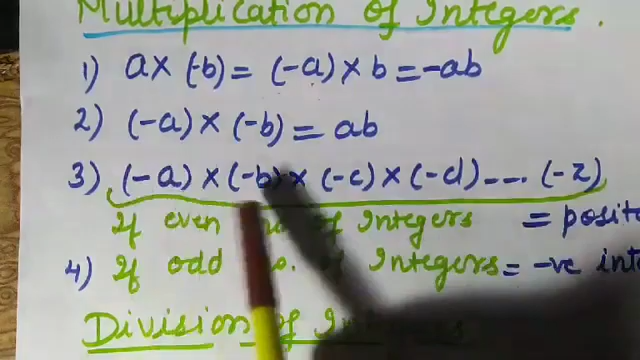 Multiplication of Integers.
1) a × (-b) = (-a) × b = -ab
2) (-a) × (-b) = ab
3) (-a) × (-b) × (-c) × (-d) --- (-z)
If even of Integers = posit
4) If odd Integers = -ve int
Division of Integers